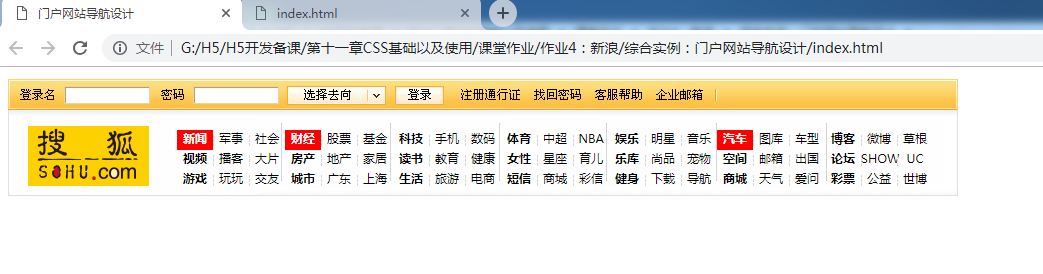 门户网站导航设计 index.html
文件 G:/H5/H5开发备课/第十一章CSS基础以及使用/课堂作业/作业4：新浪/综合实例：门户网站导航设计/index.html
登录名 密码 选择去向 登录 注册通行证 找回密码 客服帮助 企业邮箱
搜狐
SOHU.com
新闻 军事 社会 财经 股票 基金 科技 手机 数码 体育 中超 NBA 娱乐 明星 音乐 汽车 图库 车型 博客 微博 草根
视频 播客 大片 房产 地产 家居 读书 教育 健康 女性 星座 育儿 乐库 尚品 宠物 空间 邮箱 出国 论坛 SHOW UC
游戏 玩玩 交友 城市 广东 上海 生活 旅游 电商 短信 商城 彩信 健身 下载 导航 商城 天气 爱问 彩票 公益 世博